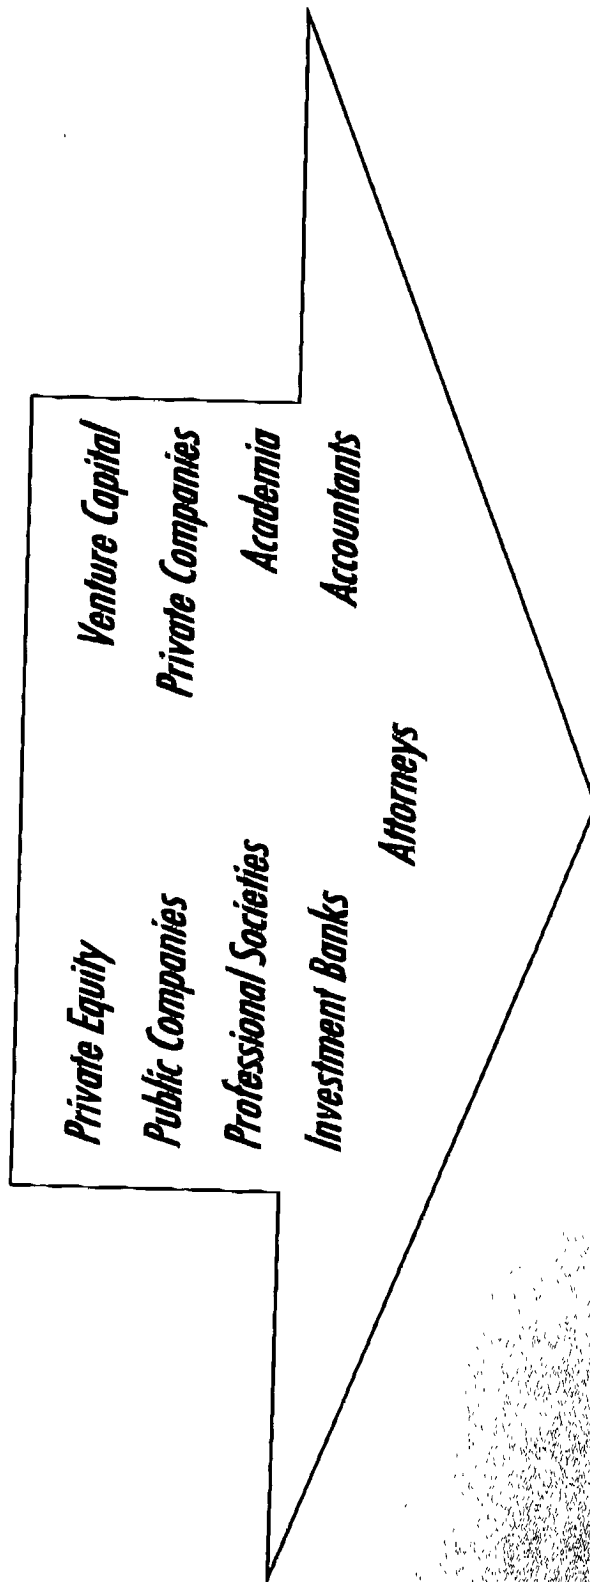 Private Equity Venture Capital
Public Companies Private Companies
Professional Societies Academia
Investment Banks Accountants
Attorneys